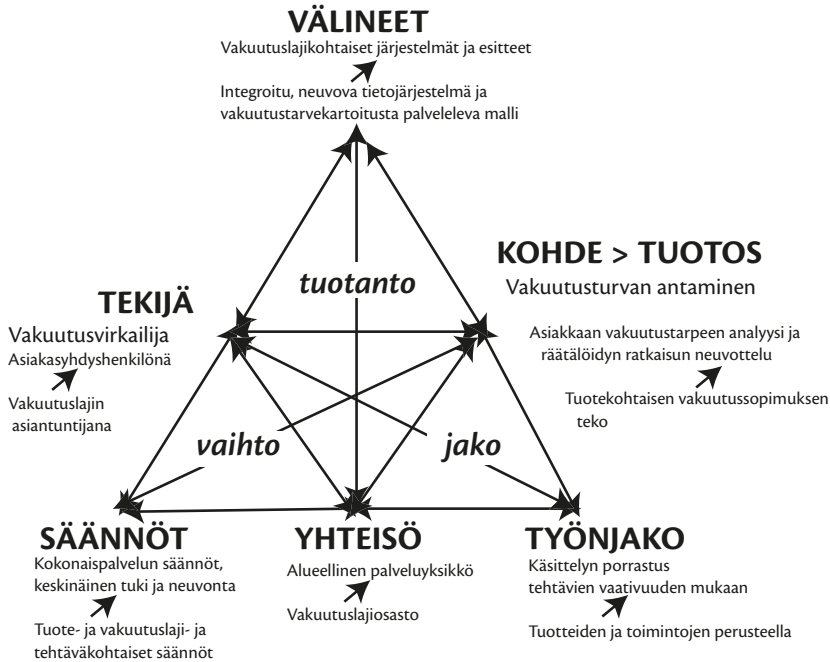 VÄLINEET
Vakuutuslajikohtaiset järjestelmät ja esitteet
Integroitu, neuvova tietojärjestelmä ja
vakuutustarvekartoitusta palveleleva malli
KOHDE > TUOTOS
Vakuutusturvan antaminen
Asiakkaan vakuutustarpeen analyysi ja
räätälöidyn ratkaisun neuvottelu
Tuotekohtaisen vakuutussopimuksen
teko
tuotanto
TEKIJÄ
Vakuutusvirkailija
Asiakasyhdyshenkilönä
Vakuutuslajin
asiantuntijana
vaihto
jako
SÄÄNNÖT
Kokonaispalvelun säännöt,
keskinäinen tuki ja neuvonta
Tuote- ja vakuutuslaji- ja
tehtäväkohtaiset säännöt
YHTEISÖ
Alueellinen palveluyksikkö
Vakuutuslajiosasto
TYÖNJAKO
Käsittelyn porrastus
tehtävien vaativuuden mukaan
Tuotteiden ja toimintojen perusteella